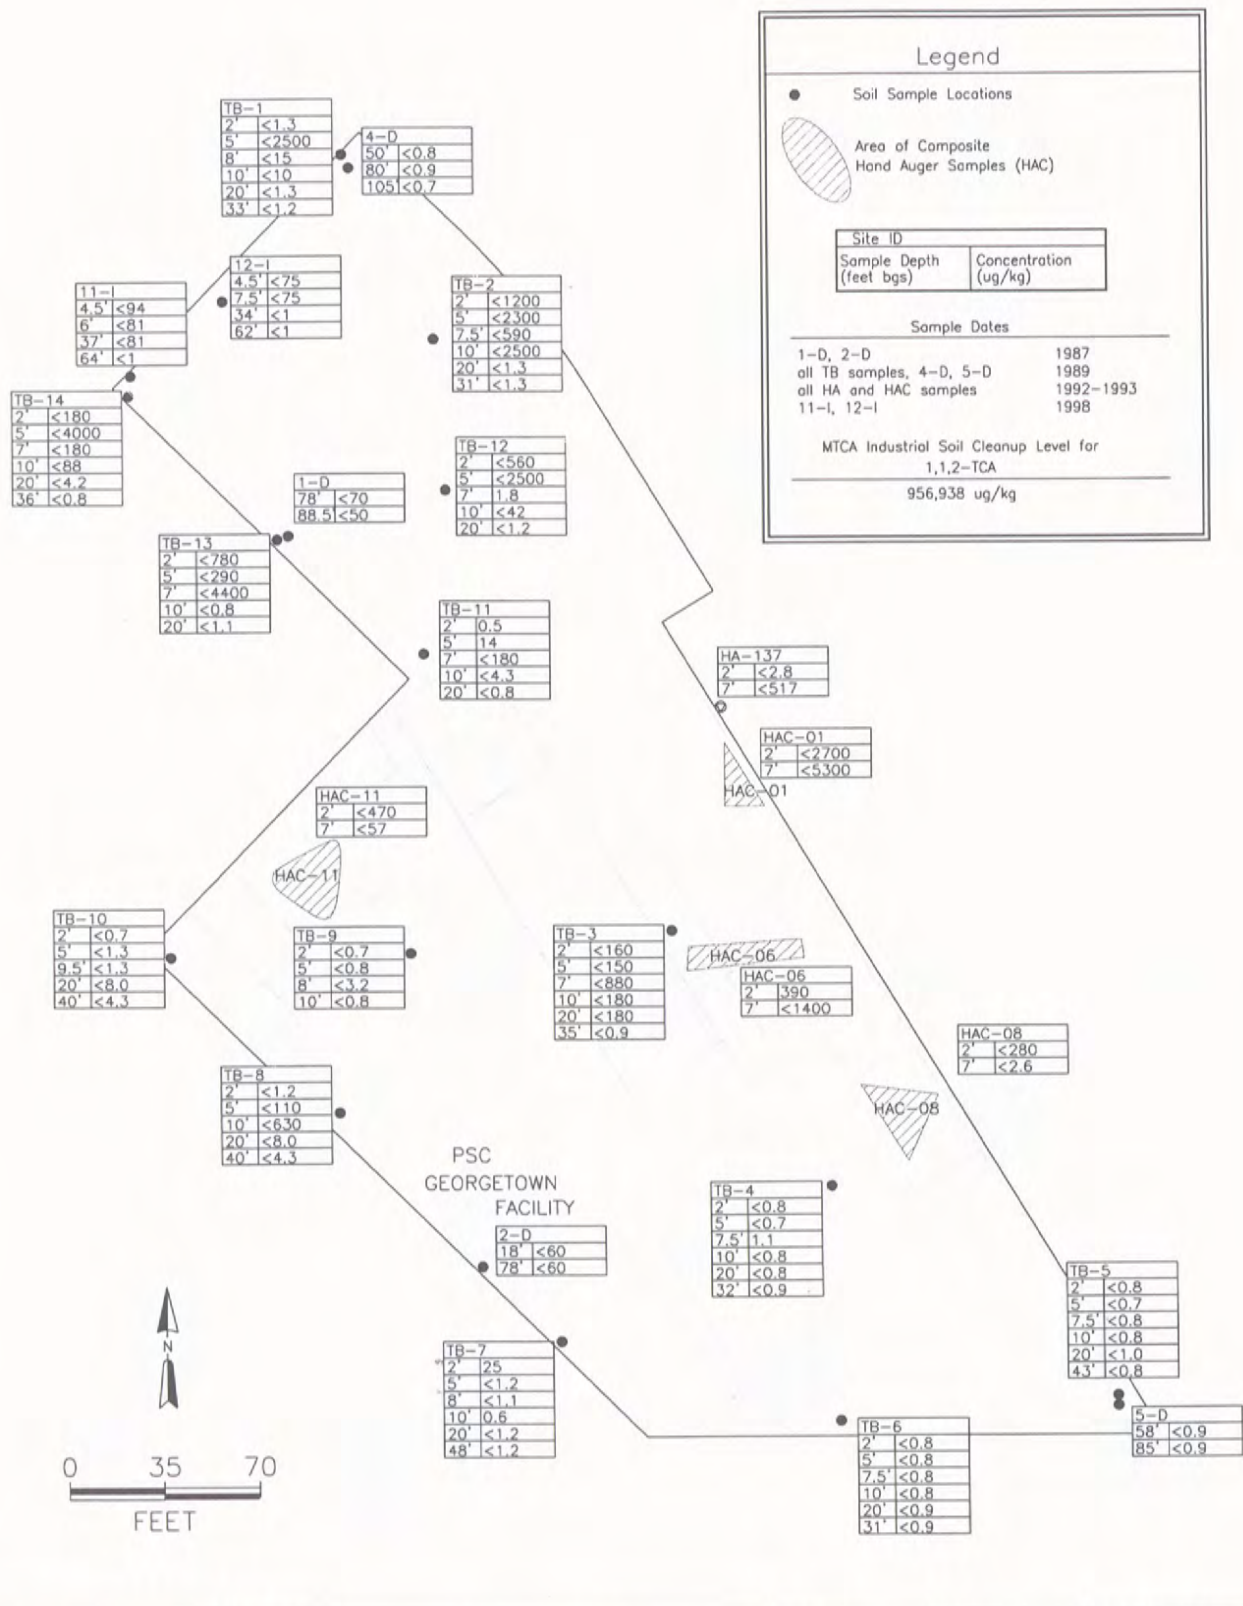 Legend
Soil Sample Locations
Area of Composite
Hand Auger Samples (HAC)
Site ID
Sample Depth (feet bgs) Concentration (ug/kg)
Sample Dates
1-D, 2-D 1987
all TB samples, 4-D, 5-D 1989
all HA and HAC samples 1992-1993
11-I, 12-I 1998
MTCA Industrial Soil Cleanup Level for
1,1,2-TCA
956,938 ug/kg
TB-1
2' <1.3
5' <2500
8' <15
10' <10
20' <1.3
33' <1.2
4-D
50' <0.8
80' <0.9
105' <0.7
12-I
4.5' <75
7.5' <75
34' <1
62' <1
11-I
4.5' <94
6' <81
37' <81
64' <1
TB-2
2' <1200
5' <2300
7.5' <590
10' <2500
20' <1.3
31' <1.3
TB-14
2' <180
5' <4000
7' <180
10' <88
20' <4.2
36' <0.8
TB-12
2' <560
5' <2500
7' 1.8
10' <42
20' <1.2
1-D
78' <70
88.5' <50
TB-13
2' <780
5' <290
7' <4400
10' <0.8
20' <1.1
TB-11
2' 0.5
5' 14
7' <180
10' <4.3
20' <0.8
HA-137
2' <2.8
7' <517
HAC-01
2' <2700
7' <5300
HAC-01
HAC-11
2' <470
7' <57
HAC-11
TB-10
2' <0.7
5' <1.3
9.5' <1.3
20' <8.0
40' <4.3
TB-9
2' <0.7
5' <0.8
8' <3.2
10' <0.8
TB-3
2' <160
5' <150
7' <880
10' <180
20' <180
35' <0.9
HAC-06
HAC-06
2' 390
7' <1400
HAC-08
2' <280
7' <2.6
HAC-08
TB-8
2' <1.2
5' <110
10' <630
20' <8.0
40' <4.3
PSC
GEORGETOWN
FACILITY
2-D
18' <60
78' <60
TB-4
2' <0.8
5' <0.7
7.5' 1.1
10' <0.8
20' <0.8
32' <0.9
TB-5
2' <0.8
5' <0.7
7.5' <0.8
10' <0.8
20' <1.0
43' <0.8
TB-7
2' 25
5' <1.2
8' <1.1
10' 0.6
20' <1.2
48' <1.2
5-D
58' <0.9
85' <0.9
TB-6
2' <0.8
5' <0.8
7.5' <0.8
10' <0.8
20' <0.9
31' <0.9
N
0 35 70
FEET